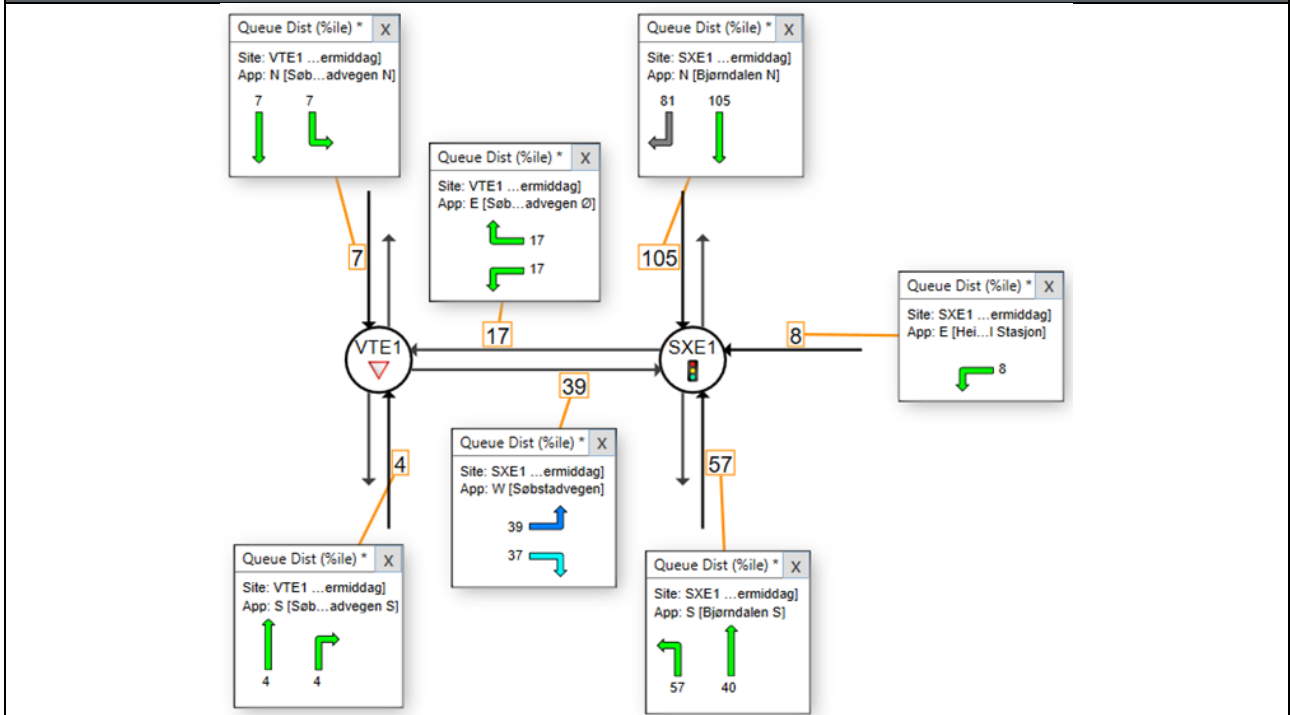 Queue Dist (%ile) * X
Site: VTE1 ...ermiddag]
App: N [Søb...advegen N]
7 7
Queue Dist (%ile) * X
Site: SXE1 ...ermiddag]
App: N [Bjørndalen N]
81 105
Queue Dist (%ile) * X
Site: VTE1 ...ermiddag]
App: E [Søb...advegen Ø]
17
17
7
105
Queue Dist (%ile) * X
Site: SXE1 ...ermiddag]
App: E [Hei...l Stasjon]
8
17
8
VTE1
SXE1
39
Queue Dist (%ile) * X
Site: SXE1 ...ermiddag]
App: W [Søbstadvegen]
39
37
4
57
Queue Dist (%ile) * X
Site: VTE1 ...ermiddag]
App: S [Søb...advegen S]
4 4
Queue Dist (%ile) * X
Site: SXE1 ...ermiddag]
App: S [Bjørndalen S]
57 40